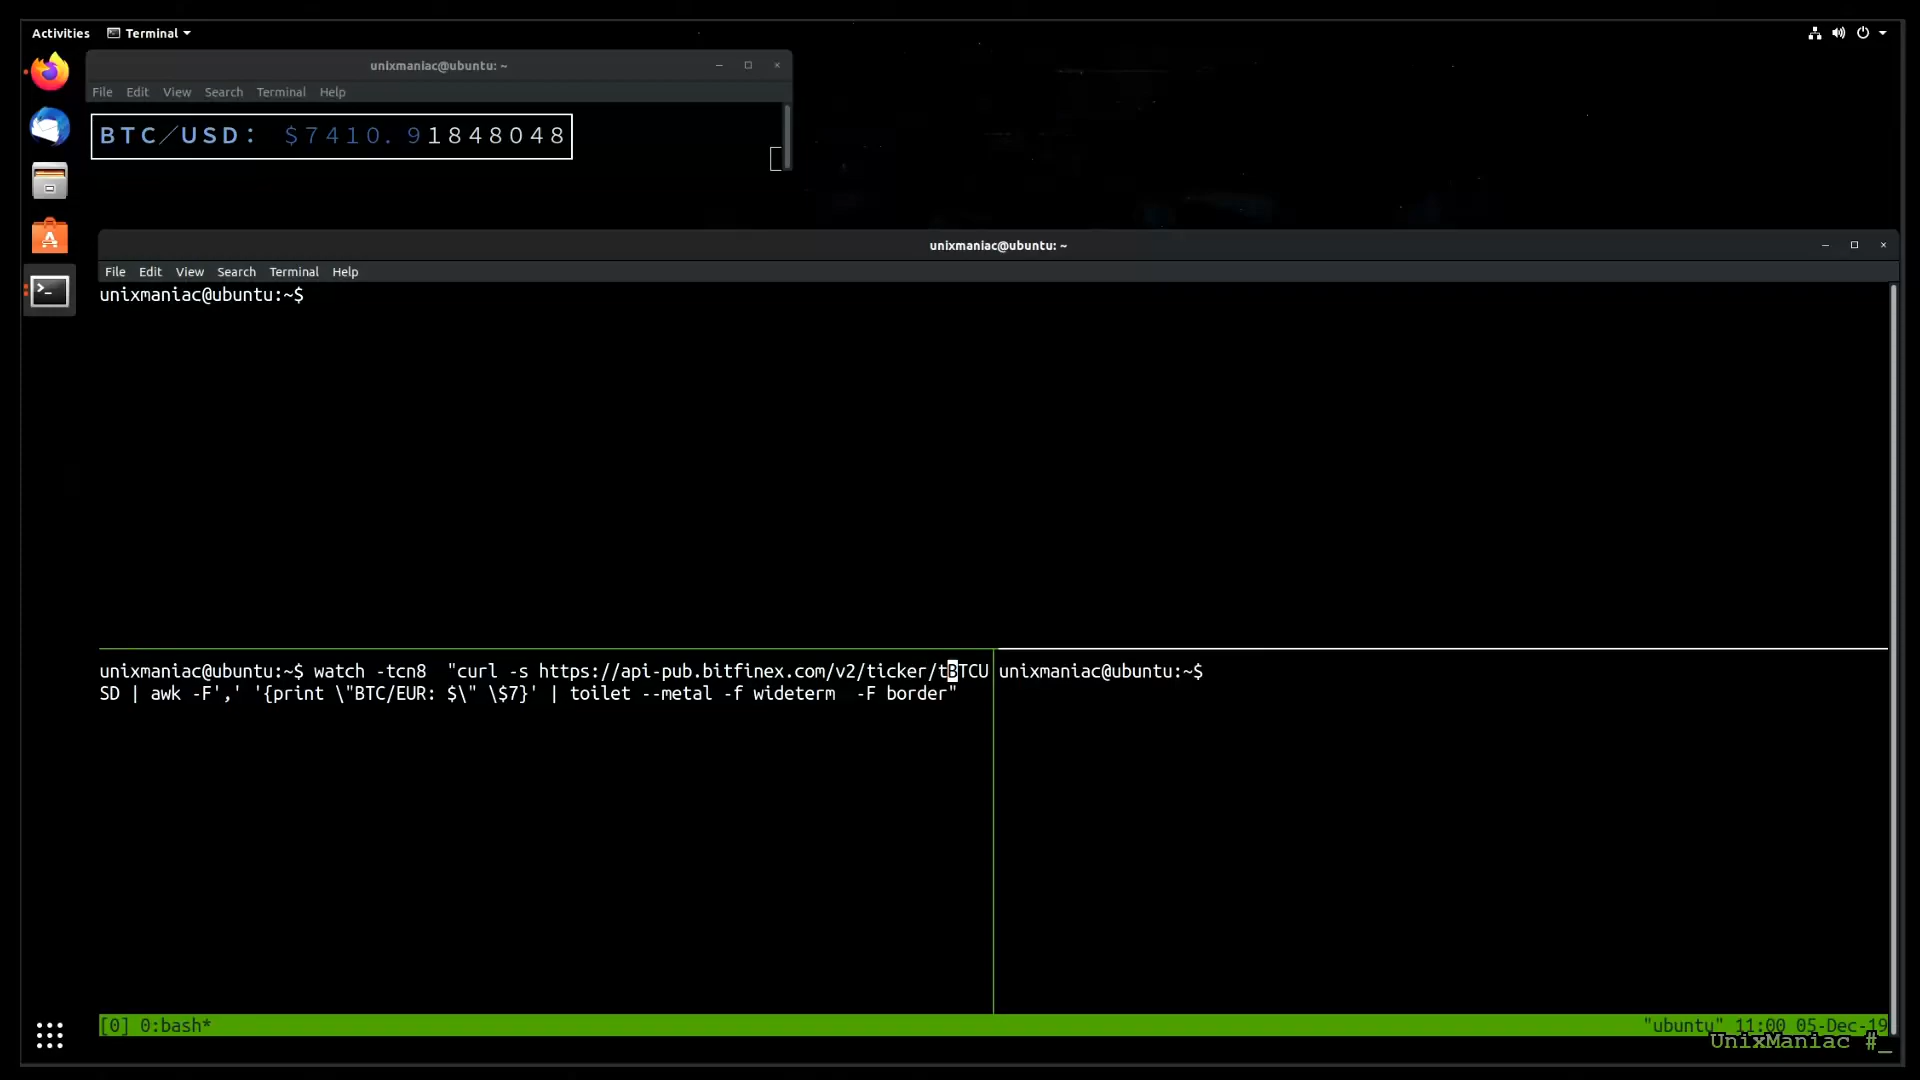 Activities Terminal
unixmaniac@ubuntu: ~
File Edit View Search Terminal Help
BTC/USD: $7410.91848048
unixmaniac@ubuntu: ~
File Edit View Search Terminal Help
unixmaniac@ubuntu:~$
unixmaniac@ubuntu:~$ watch -tcn8  "curl -s https://api-pub.bitfinex.com/v2/ticker/tBTCU
SD | awk -F',' '{print \"BTC/EUR: $\" \$7}' | toilet --metal -f wideterm  -F border"
unixmaniac@ubuntu:~$
[0] 0:bash*
"ubuntu" 11:00 05-Dec-19
UnixManiac #_